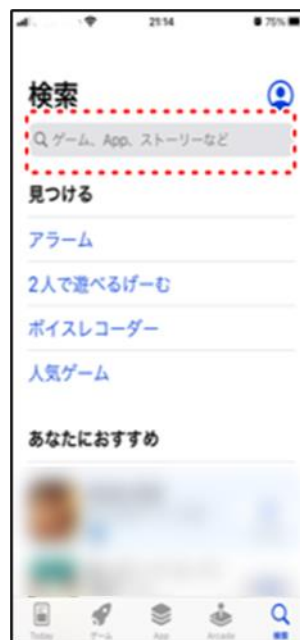 21:14
75%
検索
ゲーム、App、ストーリーなど
見つける
アラーム
2人で遊べるげーむ
ボイスレコーダー
人気ゲーム
あなたにおすすめ
Today
ゲーム
App
Arcade
検索